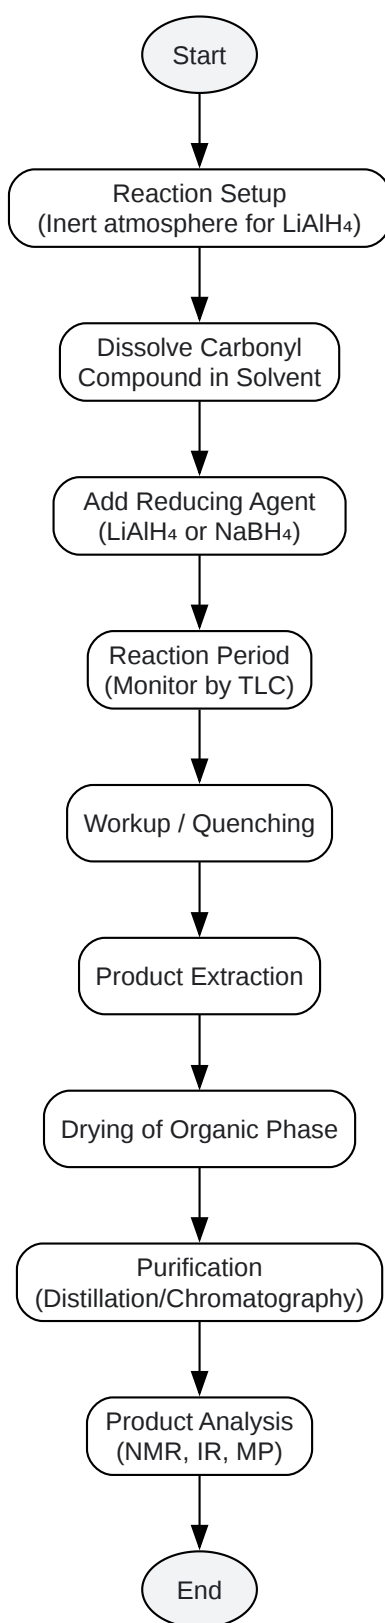 Start
Reaction Setup
(Inert atmosphere for LiAlH₄)
Dissolve Carbonyl
Compound in Solvent
Add Reducing Agent
(LiAlH₄ or NaBH₄)
Reaction Period
(Monitor by TLC)
Workup / Quenching
Product Extraction
Drying of Organic Phase
Purification
(Distillation/Chromatography)
Product Analysis
(NMR, IR, MP)
End